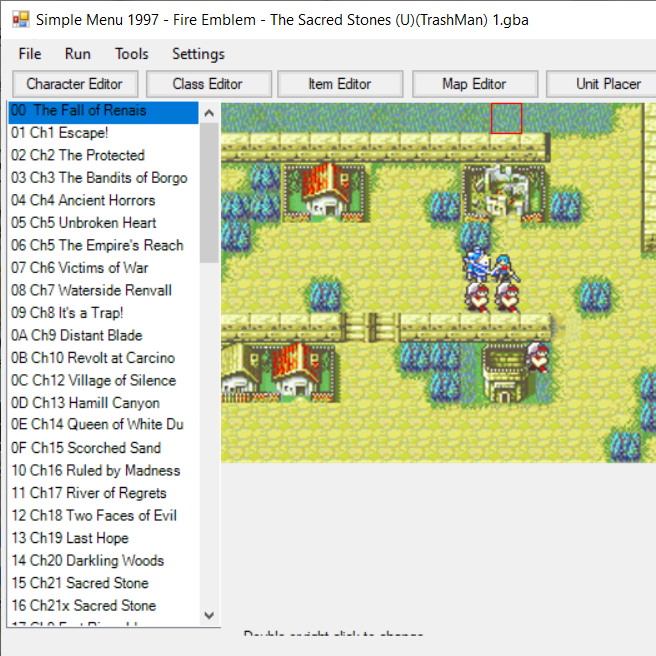 Simple Menu 1997 - Fire Emblem - The Sacred Stones (U)(TrashMan) 1.gba
File Run Tools Settings
Character Editor Class Editor Item Editor Map Editor Unit Placer
00 The Fall of Renais
01 Ch1 Escape!
02 Ch2 The Protected
03 Ch3 The Bandits of Borgo
04 Ch4 Ancient Horrors
05 Ch5 Unbroken Heart
06 Ch5 The Empire's Reach
07 Ch6 Victims of War
08 Ch7 Waterside Renvall
09 Ch8 It's a Trap!
0A Ch9 Distant Blade
0B Ch10 Revolt at Carcino
0C Ch12 Village of Silence
0D Ch13 Hamill Canyon
0E Ch14 Queen of White Du
0F Ch15 Scorched Sand
10 Ch16 Ruled by Madness
11 Ch17 River of Regrets
12 Ch18 Two Faces of Evil
13 Ch19 Last Hope
14 Ch20 Darkling Woods
15 Ch21 Sacred Stone
16 Ch21x Sacred Stone
Double or right click to change